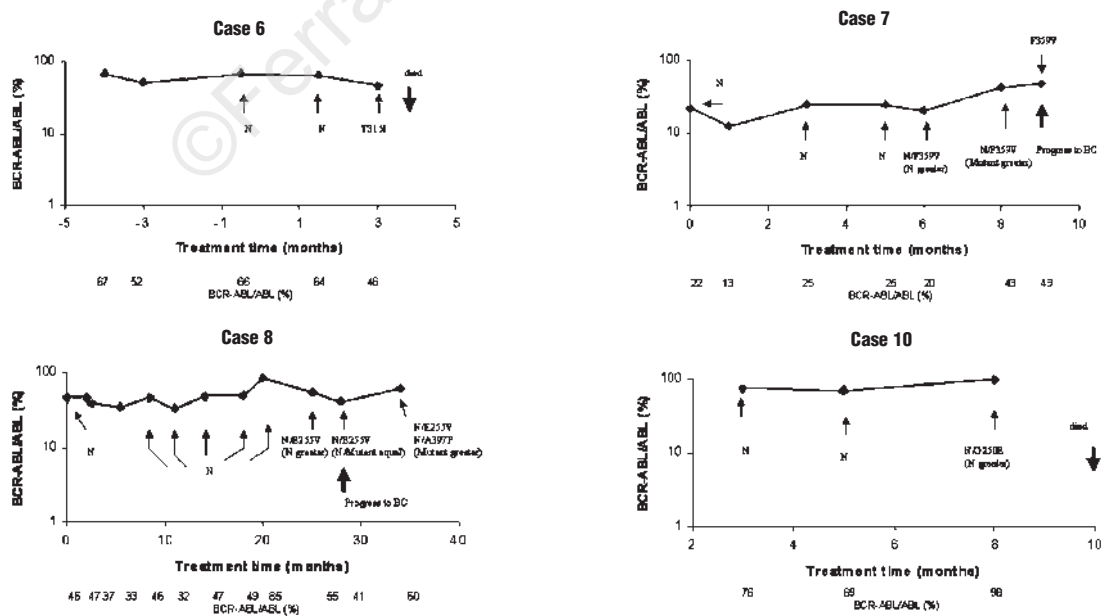 ©Ferra
Case 6
BCR-ABL/ABL (%)
100
10
1
N
N
T315I
died
-5
-3
-1
1
3
5
Treatment time (months)
67 52 66 64 46
BCR-ABL/ABL (%)
Case 7
BCR-ABL/ABL (%)
100
10
1
N
N
N
N/F359V
(N greater)
N/F359V
(Mutant greater)
F359V
Progress to BC
0
2
4
6
8
10
Treatment time (months)
22 13 25 25 20 43 49
BCR-ABL/ABL (%)
Case 8
BCR-ABL/ABL (%)
100
10
1
N
N
N/E255V
(N greater)
N/E255V
(N/Mutant equal)
Progress to BC
N/E255V
N/A397P
(Mutant greater)
0
10
20
30
40
Treatment time (months)
46 47 37 33 46 32 47 49 85 55 41 60
BCR-ABL/ABL (%)
Case 10
BCR-ABL/ABL (%)
100
10
1
N
N
(N greater)
died
2
4
6
8
10
Treatment time (months)
76 69 98
BCR-ABL/ABL (%)